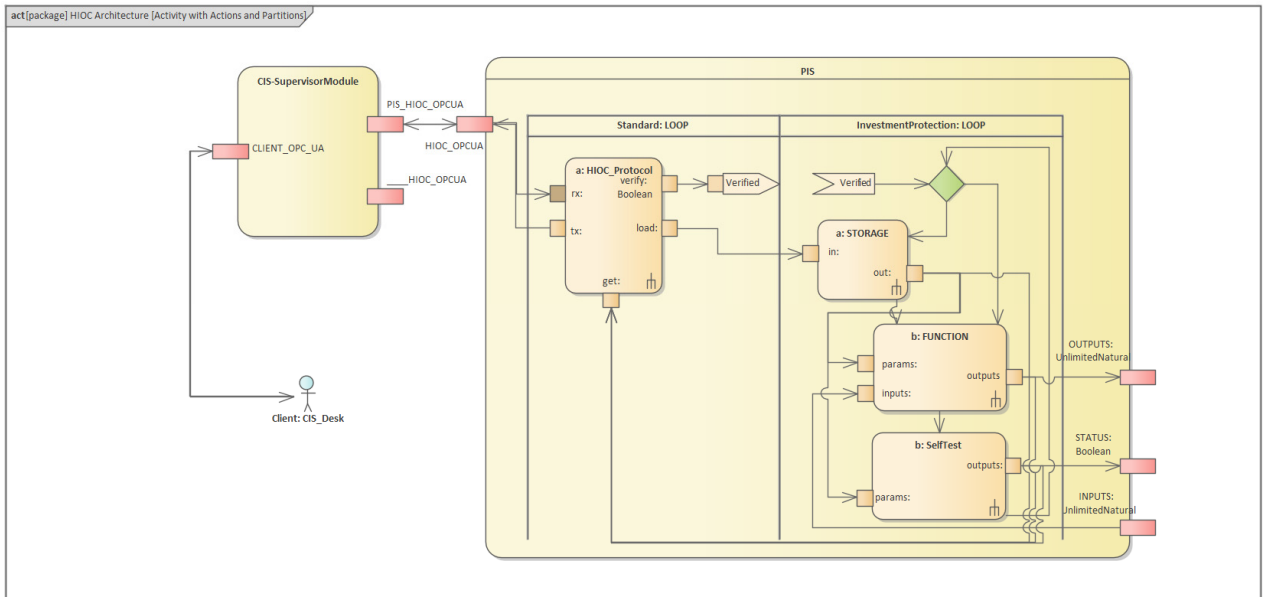 act [package] HIOC Architecture [Activity with Actions and Partitions]
CIS-SupervisorModule
PIS
PIS_HIOC_OPCUA
HIOC_OPCUA
CLIENT_OPC_UA
__HIOC_OPCUA
Client: CIS_Desk
Standard: LOOP
InvestmentProtection: LOOP
a: HIOC_Protocol
verify:
Boolean
rx:
tx:
load:
get:
Verified
Verified
a: STORAGE
in:
out:
b: FUNCTION
params:
outputs
inputs:
b: SelfTest
outputs:
params:
OUTPUTS:
UnlimitedNatural
STATUS:
Boolean
INPUTS:
UnlimitedNatural